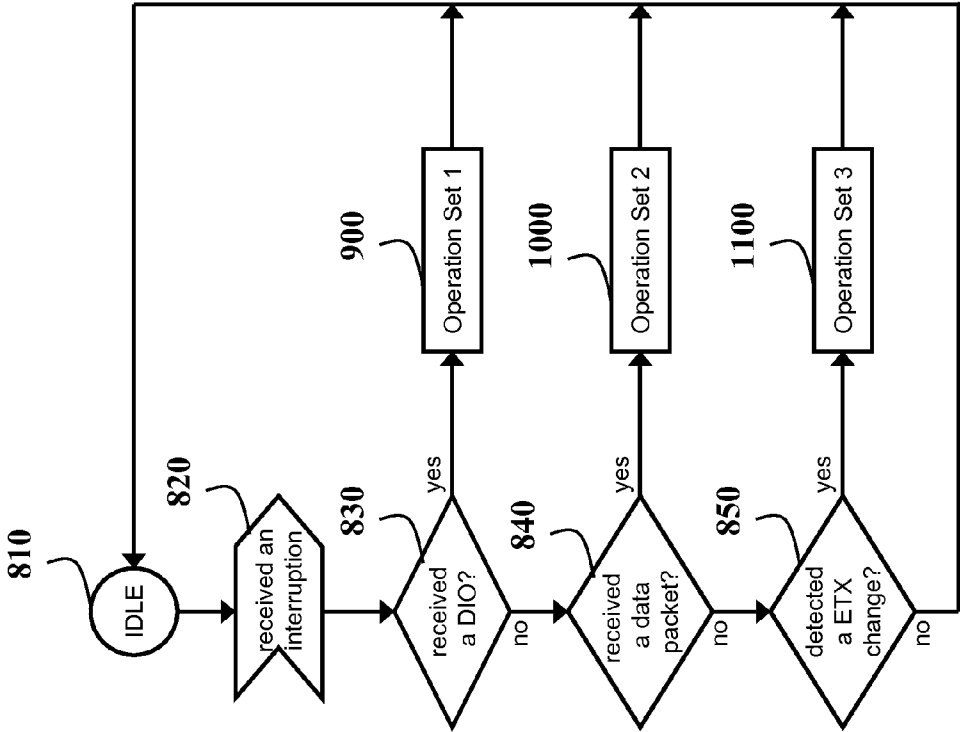 810
IDLE
820
received an
interruption
830
received
a DIO?
yes
no
900
Operation Set 1
840
received
a data
packet?
yes
no
1000
Operation Set 2
850
detected
a ETX
change?
yes
no
1100
Operation Set 3